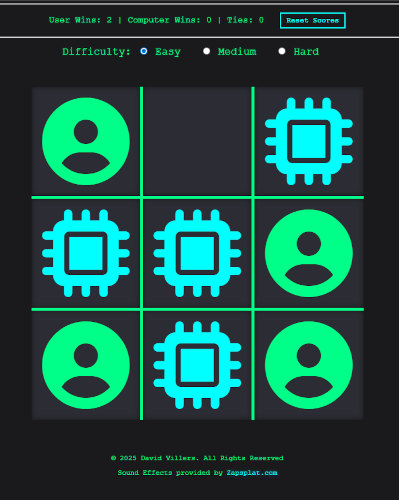 User Wins: 2 | Computer Wins: 0 | Ties: 0 Reset Scores
Difficulty: Easy Medium Hard
© 2025 David Villers. All Rights Reserved
Sound Effects provided by Zapsplat.com